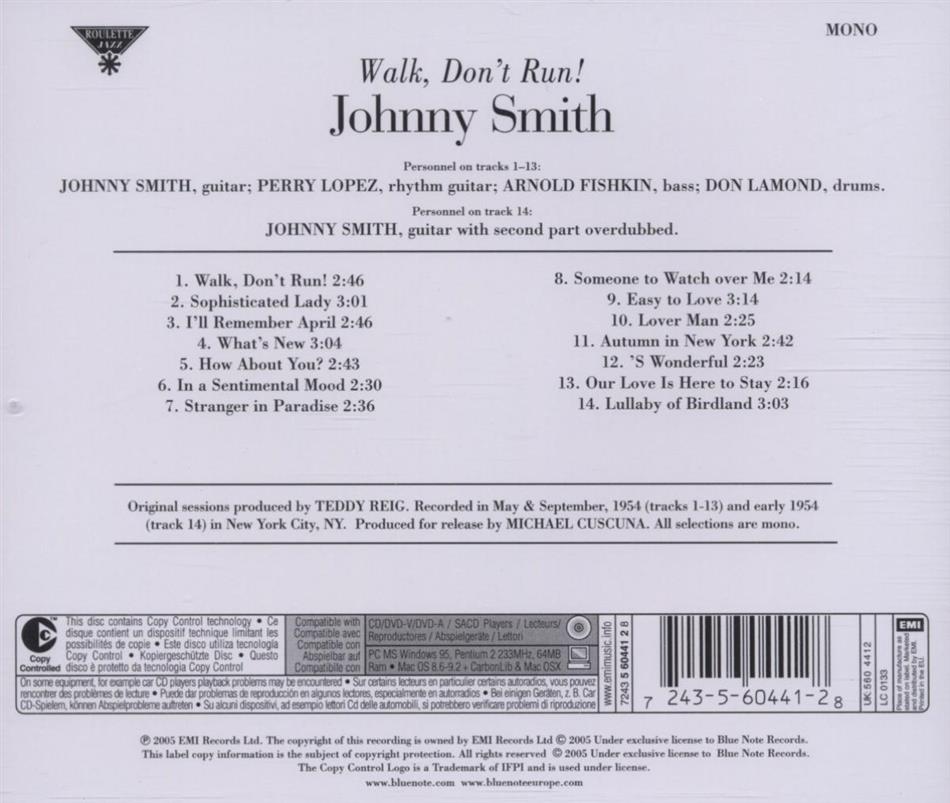 ROULETTE
JAZZ
MONO
Walk, Don't Run!
Johnny Smith
Personnel on tracks 1–13:
JOHNNY SMITH, guitar; PERRY LOPEZ, rhythm guitar; ARNOLD FISHKIN, bass; DON LAMOND, drums.
Personnel on track 14:
JOHNNY SMITH, guitar with second part overdubbed.
1. Walk, Don't Run! 2:46
2. Sophisticated Lady 3:01
3. I'll Remember April 2:46
4. What's New 3:04
5. How About You? 2:43
6. In a Sentimental Mood 2:30
7. Stranger in Paradise 2:36
8. Someone to Watch over Me 2:14
9. Easy to Love 3:14
10. Lover Man 2:25
11. Autumn in New York 2:42
12. 'S Wonderful 2:23
13. Our Love Is Here to Stay 2:16
14. Lullaby of Birdland 3:03
Original sessions produced by TEDDY REIG. Recorded in May & September, 1954 (tracks 1-13) and early 1954
(track 14) in New York City, NY. Produced for release by MICHAEL CUSCUNA. All selections are mono.
Copy
Controlled
This disc contains Copy Control technology • Ce
disque contient un dispositif technique limitant les
possibilités de copie • Este disco utiliza tecnología
Copy Control • Kopiergeschützte Disc • Questo
disco è protetto da tecnologia Copy Control
Compatible with
Compatible avec
Compatible con
Abspielbar auf
Compatibile con
CD/DVD-V/DVD-A / SACD Players / Lecteurs/
Reproductores / Abspielgeräte / Lettori
PC MS Windows 95, Pentium 2 233MHz, 64MB
Ram • Mac OS 8.6-9.2 + CarbonLib & Mac OSX
On some equipment, for example car CD players playback problems may be encountered • Sur certains lecteurs en particulier certains autoradios, vous pouvez
rencontrer des problèmes de lecture • Puede dar problemas de reproducción en algunos lectores, especialmente en autorradios • Bei einigen Geräten, z. B. Car
CD-Spielern, können Abspielprobleme auftreten • Su alcuni dispositivi, ad esempio lettori Cd delle automobili, si potrebbero verificare problemi di riproduzione
www.emimusic.info
7243 5 604412 8
7 243-5-60441-2 8
UK: 560 4412
LC 0133
EMI
Place of manufacture as
stated on label. Marketed
and distributed by EMI.
Printed in the EU.
℗ 2005 EMI Records Ltd. The copyright of this recording is owned by EMI Records Ltd © 2005 Under exclusive license to Blue Note Records.
This label copy information is the subject of copyright protection. All rights reserved © 2005 Under exclusive license to Blue Note Records.
The Copy Control Logo is a Trademark of IFPI and is used under license.
www.bluenote.com www.bluenoteeurope.com